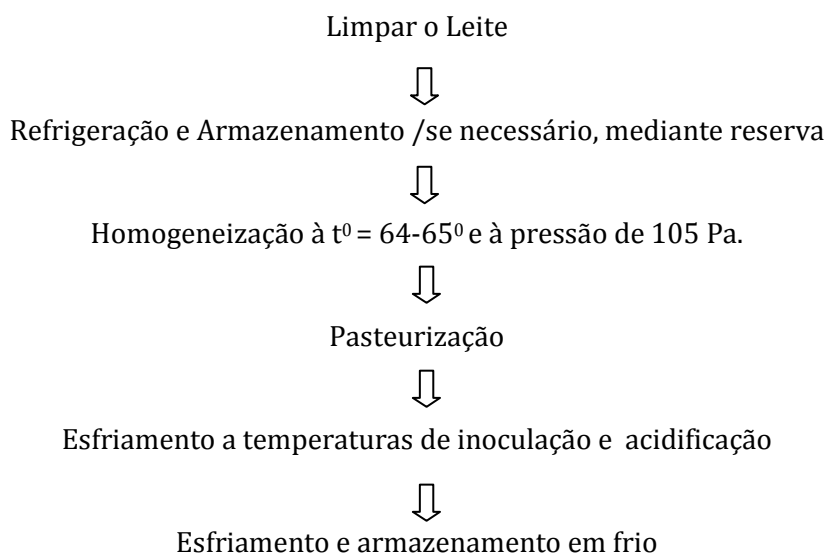 Limpar o Leite
Refrigeração e Armazenamento /se necessário, mediante reserva
Homogeneização à t⁰ = 64-65⁰ e à pressão de 105 Pa.
Pasteurização
Esfriamento a temperaturas de inoculação e acidificação
Esfriamento e armazenamento em frio